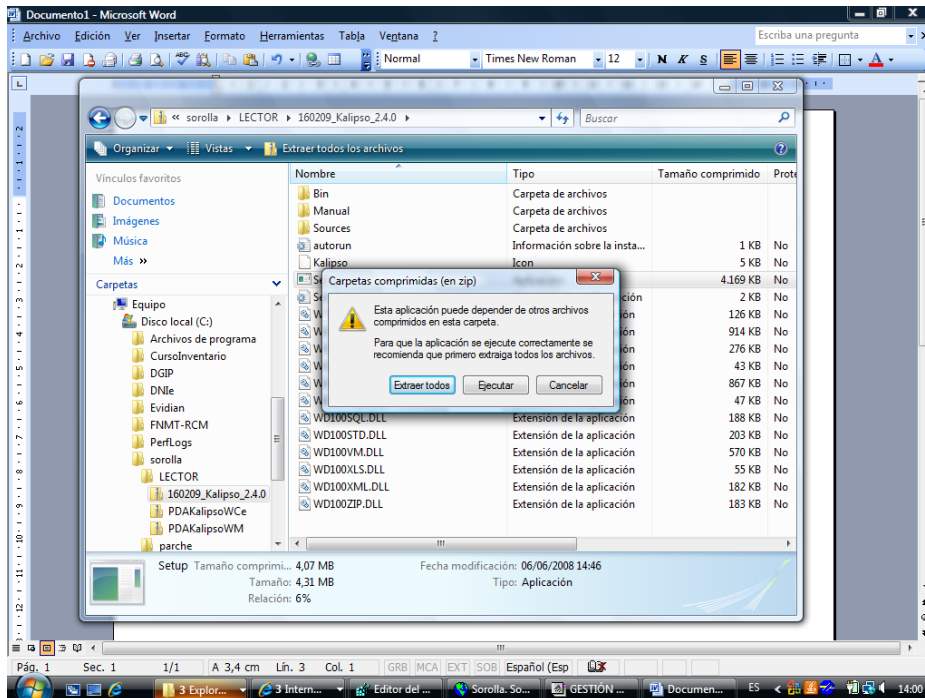 Documento1 - Microsoft Word
Archivo Edición Ver Insertar Formato Herramientas Tabla Ventana ? Escriba una pregunta
Normal Times New Roman 12 N K S
« sorolla LECTOR 160209_Kalipso_2.4.0 Buscar
Organizar Vistas Extraer todos los archivos
Vínculos favoritos
Documentos
Imágenes
Música
Más »
Carpetas
Equipo
Disco local (C:)
Archivos de programa
CursoInventario
DGIP
DNIe
Evidian
FNMT-RCM
PerfLogs
sorolla
LECTOR
160209_Kalipso_2.4.0
PDAKalipsoWCe
PDAKalipsoWM
parche
Nombre Tipo Tamaño comprimido Prote
Bin Carpeta de archivos
Manual Carpeta de archivos
Sources Carpeta de archivos
autorun Información sobre la insta... 1 KB No
Kalipso Icon 5 KB No
Se 4.169 KB No
Se ción 2 KB No
W ión 126 KB No
W ión 914 KB No
W ión 276 KB No
W ión 43 KB No
W ión 867 KB No
W ión 47 KB No
WD100SQL.DLL Extensión de la aplicación 188 KB No
WD100STD.DLL Extensión de la aplicación 203 KB No
WD100VM.DLL Extensión de la aplicación 570 KB No
WD100XLS.DLL Extensión de la aplicación 55 KB No
WD100XML.DLL Extensión de la aplicación 182 KB No
WD100ZIP.DLL Extensión de la aplicación 183 KB No
Carpetas comprimidas (en zip)
Esta aplicación puede depender de otros archivos
comprimidos en esta carpeta.
Para que la aplicación se ejecute correctamente se
recomienda que primero extraiga todos los archivos.
Extraer todos Ejecutar Cancelar
Setup Tamaño comprimi... 4,07 MB Fecha modificación: 06/06/2008 14:46
Tamaño: 4,31 MB Tipo: Aplicación
Relación: 6%
Pág. 1 Sec. 1 1/1 A 3,4 cm Lín. 3 Col. 1 GRB MCA EXT SOB Español (Esp
3 Explor... 3 Intern... Editor del ... Sorolla. So... GESTIÓN ... Documen... ES 14:00